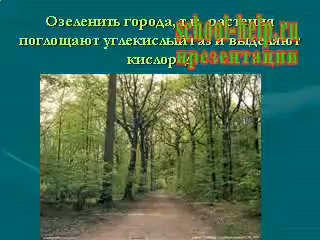 Озеленить города, т.к. растения
поглощают углекислый газ и выделяют
кислород
school-help.ru
презентации